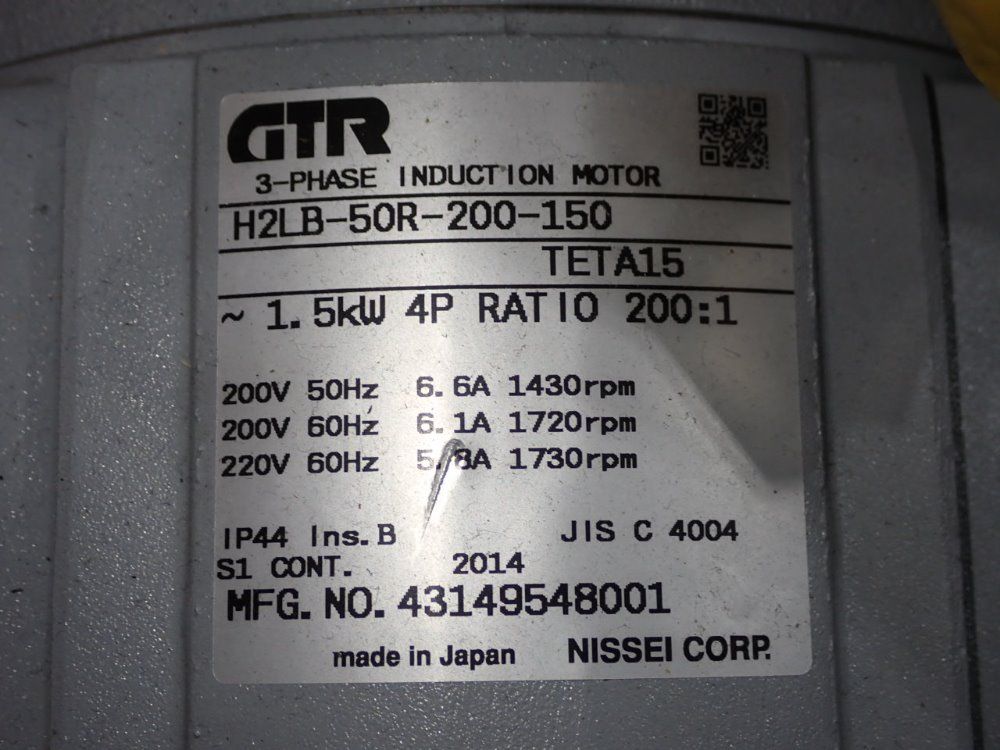 GTR
3-PHASE INDUCTION MOTOR
H2LB-50R-200-150
TETA15
~ 1.5kW 4P RATIO 200:1
200V 50Hz 6.6A 1430rpm
200V 60Hz 6.1A 1720rpm
220V 60Hz 5.8A 1730rpm
IP44 Ins.B JIS C 4004
S1 CONT. 2014
MFG.NO.43149548001
made in Japan NISSEI CORP.